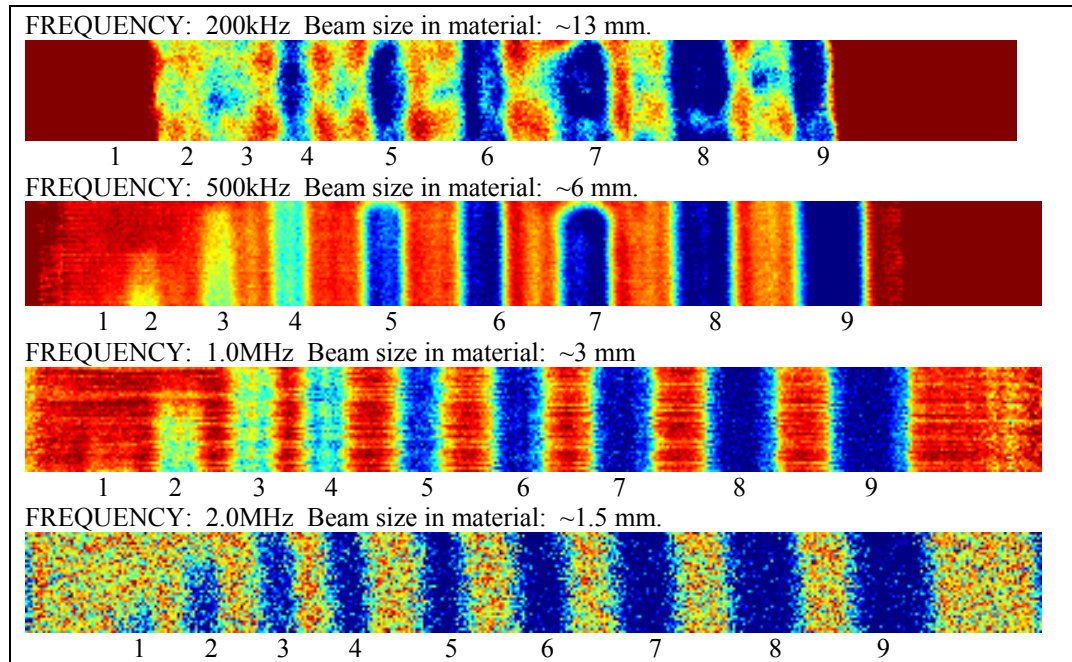 FREQUENCY: 200kHz Beam size in material: ~13 mm.
1 2 3 4 5 6 7 8 9
FREQUENCY: 500kHz Beam size in material: ~6 mm.
1 2 3 4 5 6 7 8 9
FREQUENCY: 1.0MHz Beam size in material: ~3 mm
1 2 3 4 5 6 7 8 9
FREQUENCY: 2.0MHz Beam size in material: ~1.5 mm.
1 2 3 4 5 6 7 8 9